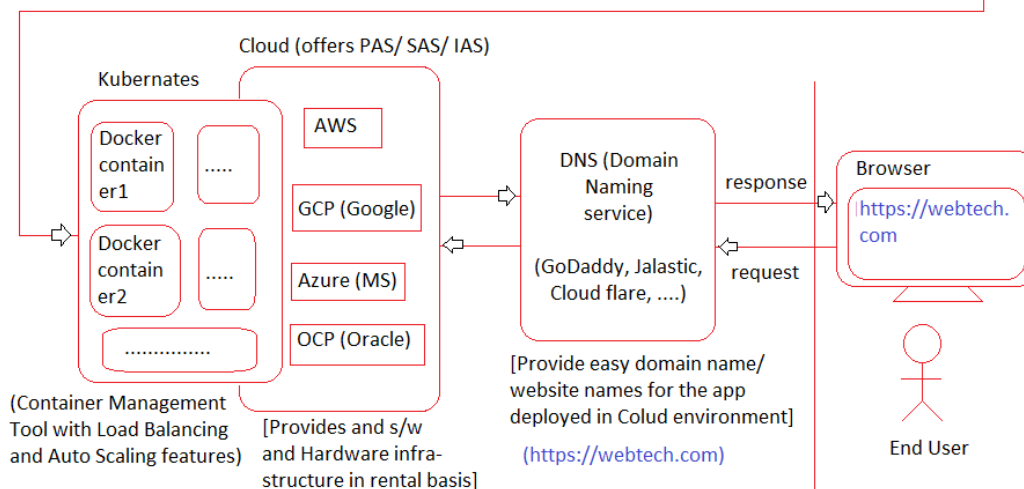 Cloud (offers PAS/ SAS/ IAS)
Kubernates
Docker
contain
er1
.....
Docker
contain
er2
.....
...............
(Container Management
Tool with Load Balancing
and Auto Scaling features)
AWS
GCP (Google)
Azure (MS)
OCP (Oracle)
[Provides and s/w
and Hardware infra-
structure in rental basis]
DNS (Domain
Naming
service)
(GoDaddy, Jalastic,
Cloud flare, ....)
[Provide easy domain name/
website names for the app
deployed in Colud environment]
(https://webtech.com)
response
request
Browser
https://webtech.
com
End User